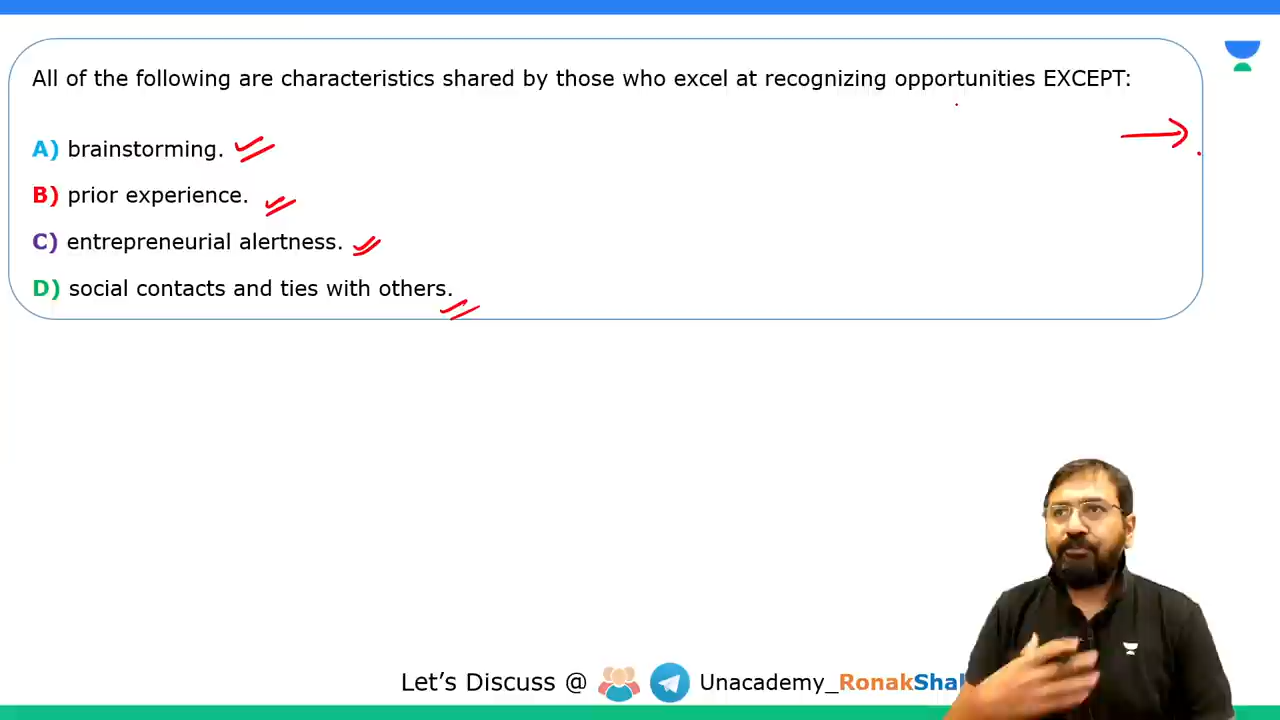 All of the following are characteristics shared by those who excel at recognizing opportunities EXCEPT:
A) brainstorming.
B) prior experience.
C) entrepreneurial alertness.
D) social contacts and ties with others.
Let's Discuss @ Unacademy_RonakShal